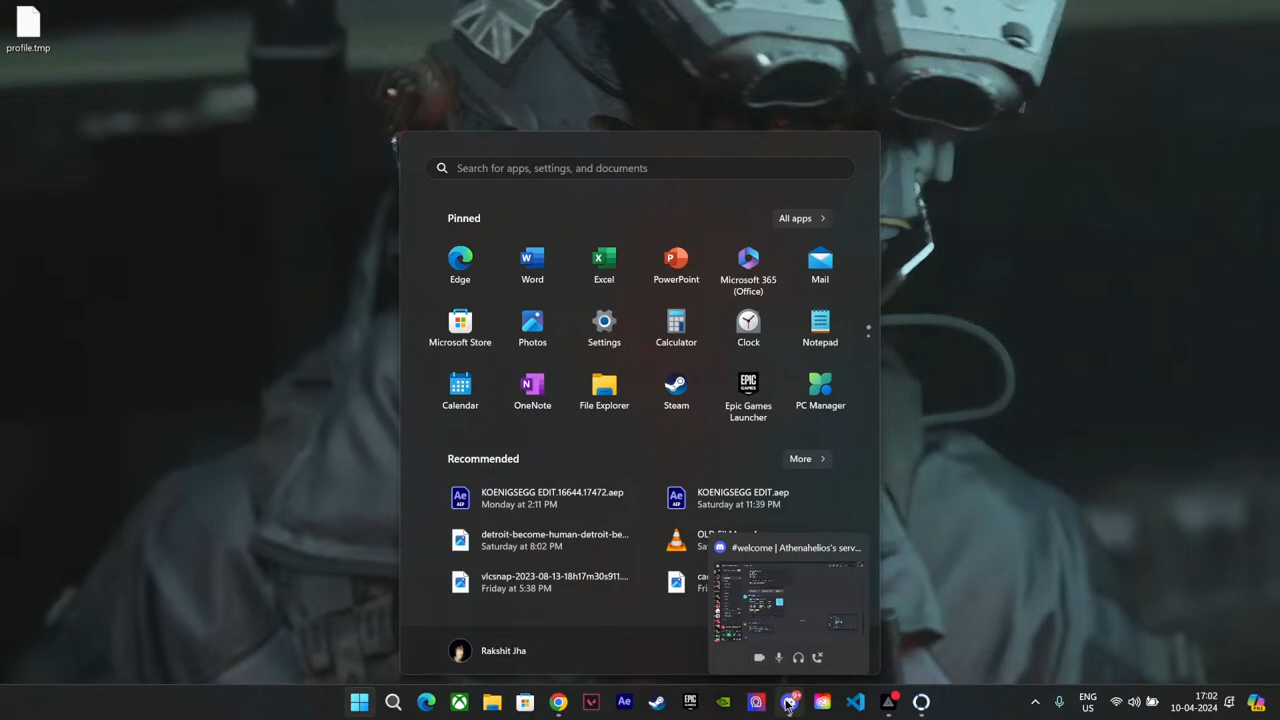 profile.tmp
Search for apps, settings, and documents
Pinned
All apps
Edge
Word
Excel
PowerPoint
Microsoft 365
(Office)
Mail
Microsoft Store
Photos
Settings
Calculator
Clock
Notepad
Calendar
OneNote
File Explorer
Steam
Epic Games
Launcher
PC Manager
Recommended
More
KOENIGSEGG EDIT.16644.17472.aep
Monday at 2:11 PM
KOENIGSEGG EDIT.aep
Saturday at 11:39 PM
detroit-become-human-detroit-be...
Saturday at 8:02 PM
vlcsnap-2023-08-13-18h17m30s911....
Friday at 5:38 PM
#welcome | Athenahelios's serv...
Rakshit Jha
ENG
US
17:02
10-04-2024